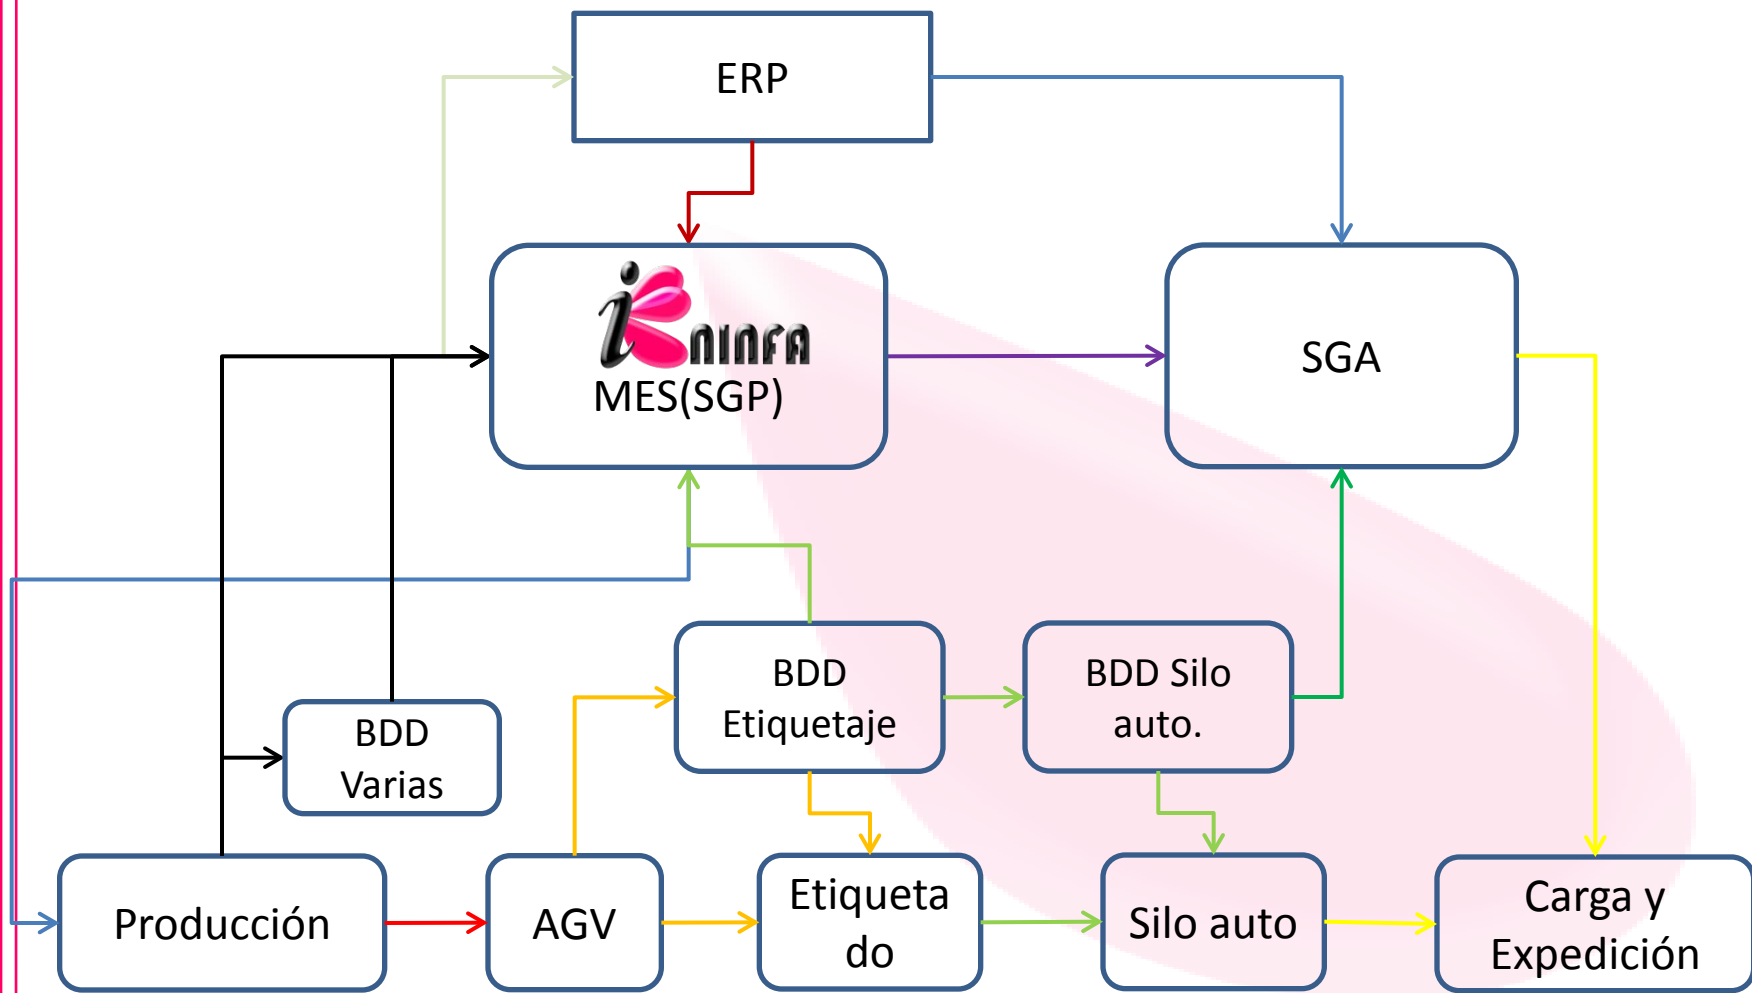 ERP
NINFA
MES(SGP)
SGA
BDD
Etiquetaje
BDD Silo
auto.
BDD
Varias
Producción
AGV
Etiqueta
do
Silo auto
Carga y
Expedición